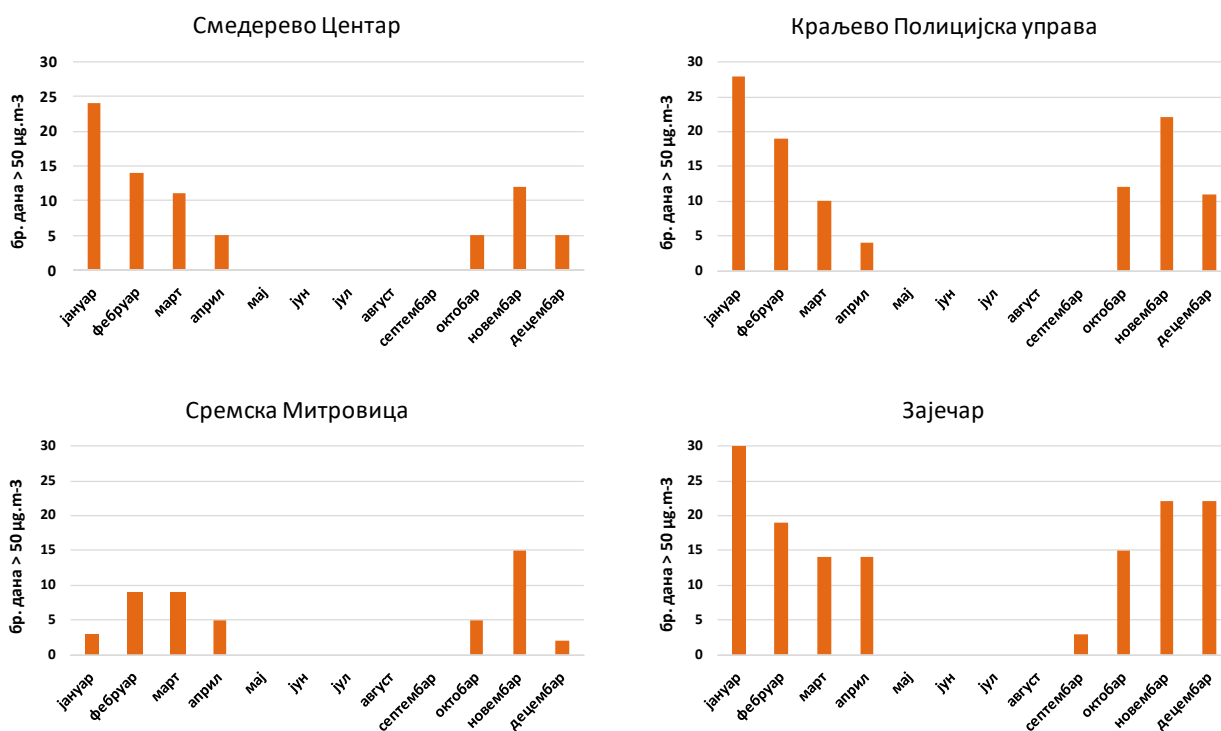 Смедерево Центар
бр. дана > 50 µg.m-3
30
25
20
15
10
5
0
јануар
фебруар
март
април
мај
јун
јул
август
септембар
октобар
новембар
децембар
Краљево Полицијска управа
бр. дана > 50 µg.m-3
30
25
20
15
10
5
0
јануар
фебруар
март
април
мај
јун
јул
август
септембар
октобар
новембар
децембар
Сремска Митровица
бр. дана > 50 µg.m-3
30
25
20
15
10
5
0
јануар
фебруар
март
април
мај
јун
јул
август
септембар
октобар
новембар
децембар
Зајечар
бр. дана > 50 µg.m-3
30
25
20
15
10
5
0
јануар
фебруар
март
април
мај
јун
јул
август
септембар
октобар
новембар
децембар